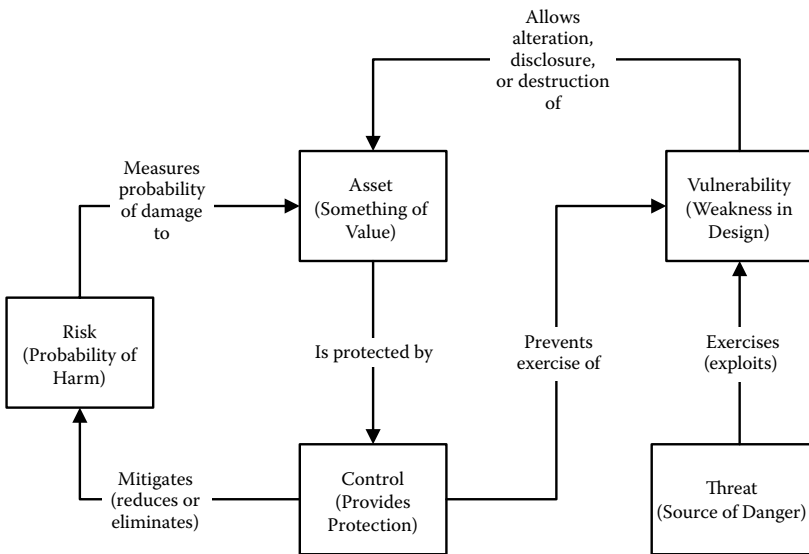 Allows
alteration,
disclosure,
or destruction
of
Measures
probability
of damage
to
Asset
(Something of
Value)
Vulnerability
(Weakness in
Design)
Risk
(Probability of
Harm)
Is protected by
Prevents
exercise of
Exercises
(exploits)
Mitigates
(reduces or
eliminates)
Control
(Provides
Protection)
Threat
(Source of Danger)